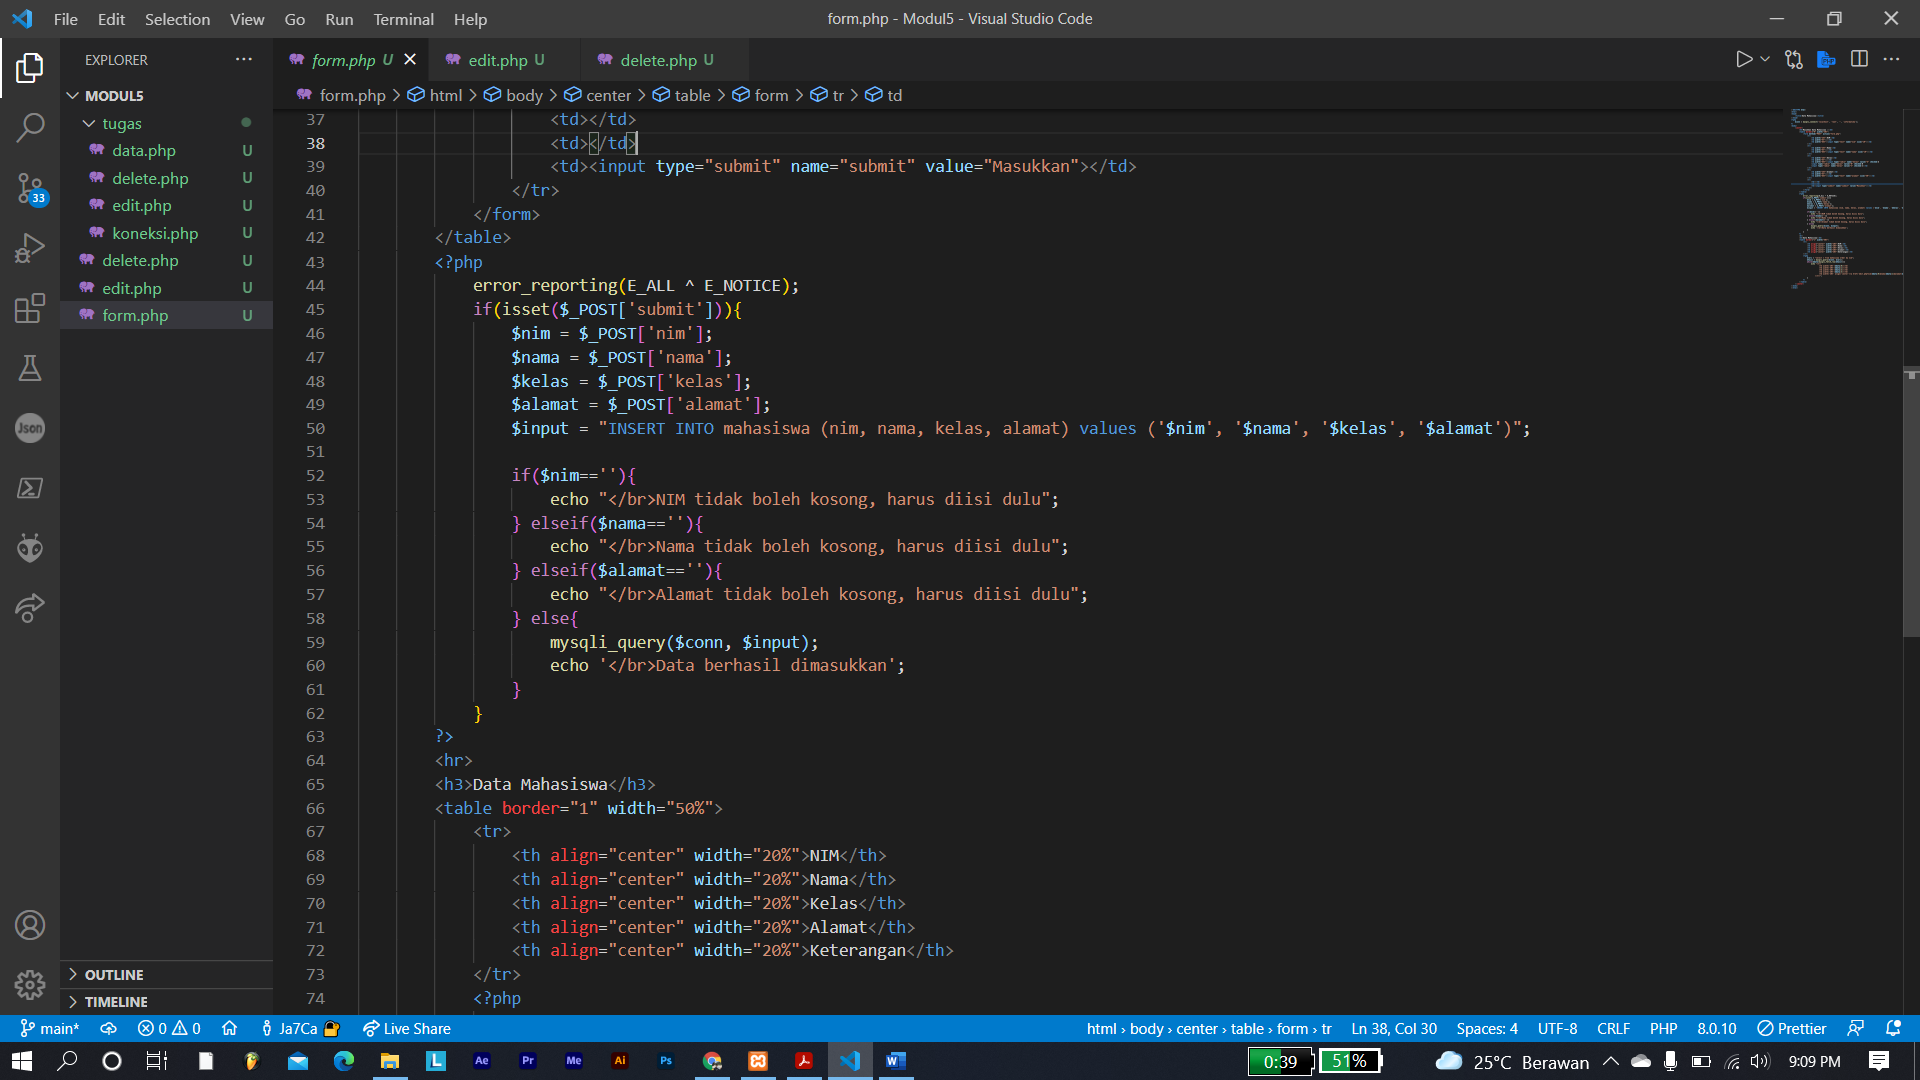 File Edit Selection View Go Run Terminal Help
form.php - Modul5 - Visual Studio Code
EXPLORER
MODUL5
tugas
data.php U
delete.php U
edit.php U
koneksi.php U
delete.php U
edit.php U
form.php U
OUTLINE
TIMELINE
33
Json
form.php U
edit.php U
delete.php U
form.php > html > body > center > table > form > tr > td
37 <td></td>
38 <td></td>
39 <td><input type="submit" name="submit" value="Masukkan"></td>
40 </tr>
41 </form>
42 </table>
43 <?php
44 error_reporting(E_ALL ^ E_NOTICE);
45 if(isset($_POST['submit'])){
46 $nim = $_POST['nim'];
47 $nama = $_POST['nama'];
48 $kelas = $_POST['kelas'];
49 $alamat = $_POST['alamat'];
50 $input = "INSERT INTO mahasiswa (nim, nama, kelas, alamat) values ('$nim', '$nama', '$kelas', '$alamat')";
51
52 if($nim==''){
53 echo "</br>NIM tidak boleh kosong, harus diisi dulu";
54 } elseif($nama==''){
55 echo "</br>Nama tidak boleh kosong, harus diisi dulu";
56 } elseif($alamat==''){
57 echo "</br>Alamat tidak boleh kosong, harus diisi dulu";
58 } else{
59 mysqli_query($conn, $input);
60 echo '</br>Data berhasil dimasukkan';
61 }
62 }
63 ?>
64 <hr>
65 <h3>Data Mahasiswa</h3>
66 <table border="1" width="50%">
67 <tr>
68 <th align="center" width="20%">NIM</th>
69 <th align="center" width="20%">Nama</th>
70 <th align="center" width="20%">Kelas</th>
71 <th align="center" width="20%">Alamat</th>
72 <th align="center" width="20%">Keterangan</th>
73 </tr>
74 <?php
main* 0 0 Ja7Ca Live Share
html › body › center › table › form › tr Ln 38, Col 30 Spaces: 4 UTF-8 CRLF PHP 8.0.10 Prettier
L Ae Pr Me Ai Ps W
0:39 51% 25°C Berawan 9:09 PM